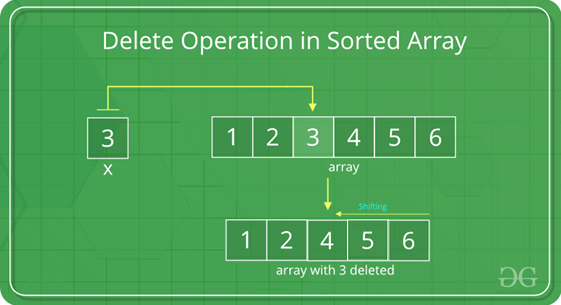 Delete Operation in Sorted Array
3
x
1 2 3 4 5 6
array
Shifting
1 2 4 5 6
array with 3 deleted
GG